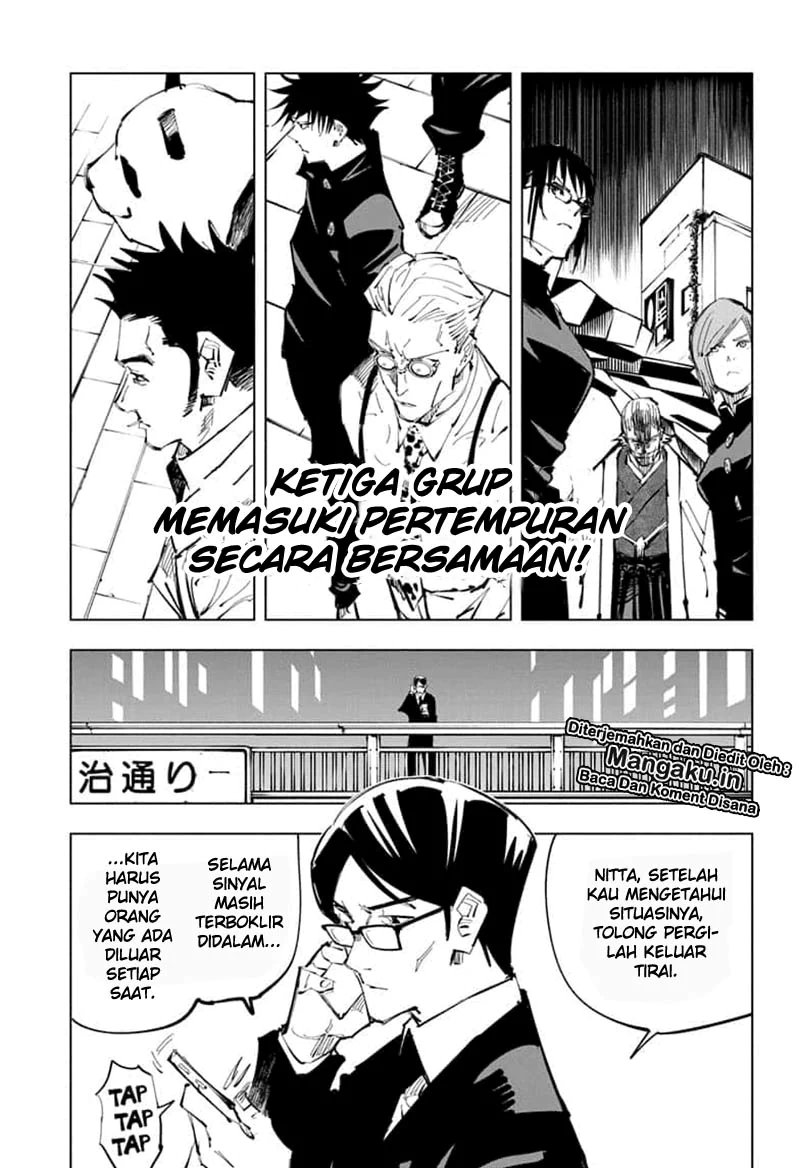 KETIGA GRUP
MEMASUKI PERTEMPURAN
SECARA BERSAMAAN!
治通り一
Diterjemahkan dan Diedit Oleh:
Mangaku.in
Baca Dan Koment Disana
NITTA, SETELAH
KAU MENGETAHUI
SITUASINYA,
TOLONG PERGI-
LAH KELUAR
TIRAI.
SELAMA
SINYAL
MASIH
TERBOKLIR
DIDALAM...
...KITA
HARUS
PUNYA
ORANG
YANG ADA
DILUAR
SETIAP
SAAT.
TAP
TAP
TAP